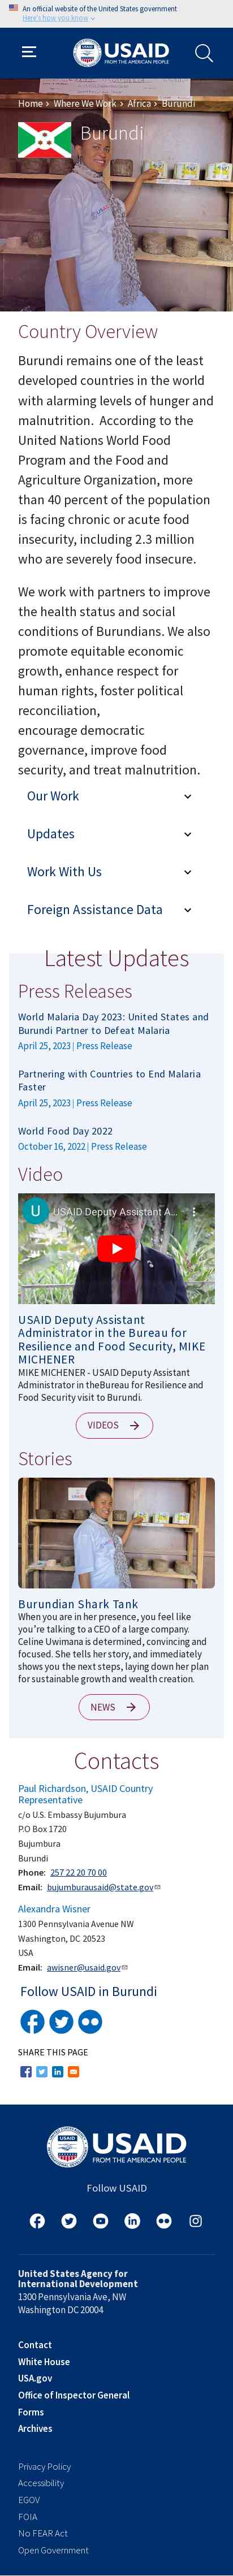 An official website of the United States government
Here's how you know
USAID
FROM THE AMERICAN PEOPLE
Home > Where We Work > Africa > Burundi
Burundi
Country Overview
Burundi remains one of the least
developed countries in the world
with alarming levels of hunger and
malnutrition. According to the
United Nations World Food
Program and the Food and
Agriculture Organization, more
than 40 percent of the population
is facing chronic or acute food
insecurity, including 2.3 million
who are severely food insecure.
We work with partners to improve
the health status and social
conditions of Burundians. We also
promote equitable economic
growth, enhance respect for
human rights, foster political
reconciliation,
encourage democratic
governance, improve food
security, and treat malnutrition.
Our Work
Updates
Work With Us
Foreign Assistance Data
Latest Updates
Press Releases
World Malaria Day 2023: United States and
Burundi Partner to Defeat Malaria
April 25, 2023 | Press Release
Partnering with Countries to End Malaria
Faster
April 25, 2023 | Press Release
World Food Day 2022
October 16, 2022 | Press Release
Video
U
USAID Deputy Assistant A...
USAID Deputy Assistant
Administrator in the Bureau for
Resilience and Food Security, MIKE
MICHENER
MIKE MICHENER - USAID Deputy Assistant
Administrator in theBureau for Resilience and
Food Security visit to Burundi.
VIDEOS
Stories
Burundian Shark Tank
When you are in her presence, you feel like
you're talking to a CEO of a large company.
Celine Uwimana is determined, convincing and
focused. She tells her story, and immediately
shows you the next steps, laying down her plan
for sustainable growth and wealth creation.
NEWS
Contacts
Paul Richardson, USAID Country
Representative
c/o U.S. Embassy Bujumbura
P.O Box 1720
Bujumbura
Burundi
Phone: 257 22 20 70 00
Email: bujumburausaid@state.gov
Alexandra Wisner
1300 Pennsylvania Avenue NW
Washington, DC 20523
USA
Email: awisner@usaid.gov
Follow USAID in Burundi
SHARE THIS PAGE
USAID
FROM THE AMERICAN PEOPLE
Follow USAID
United States Agency for
International Development
1300 Pennsylvania Ave, NW
Washington DC 20004
Contact
White House
USA.gov
Office of Inspector General
Forms
Archives
Privacy Policy
Accessibility
EGOV
FOIA
No FEAR Act
Open Government